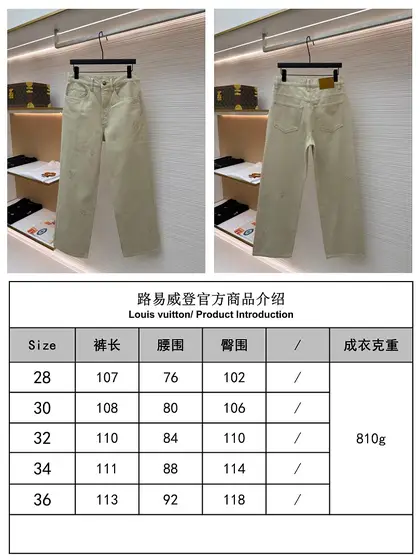 路易威登官方商品介绍
Louis vuitton/ Product Introduction
Size 裤长 腰围 臀围 / 成衣克重
28 107 76 102 /
30 108 80 106 /
32 110 84 110 / 810g
34 111 88 114 /
36 113 92 118 /